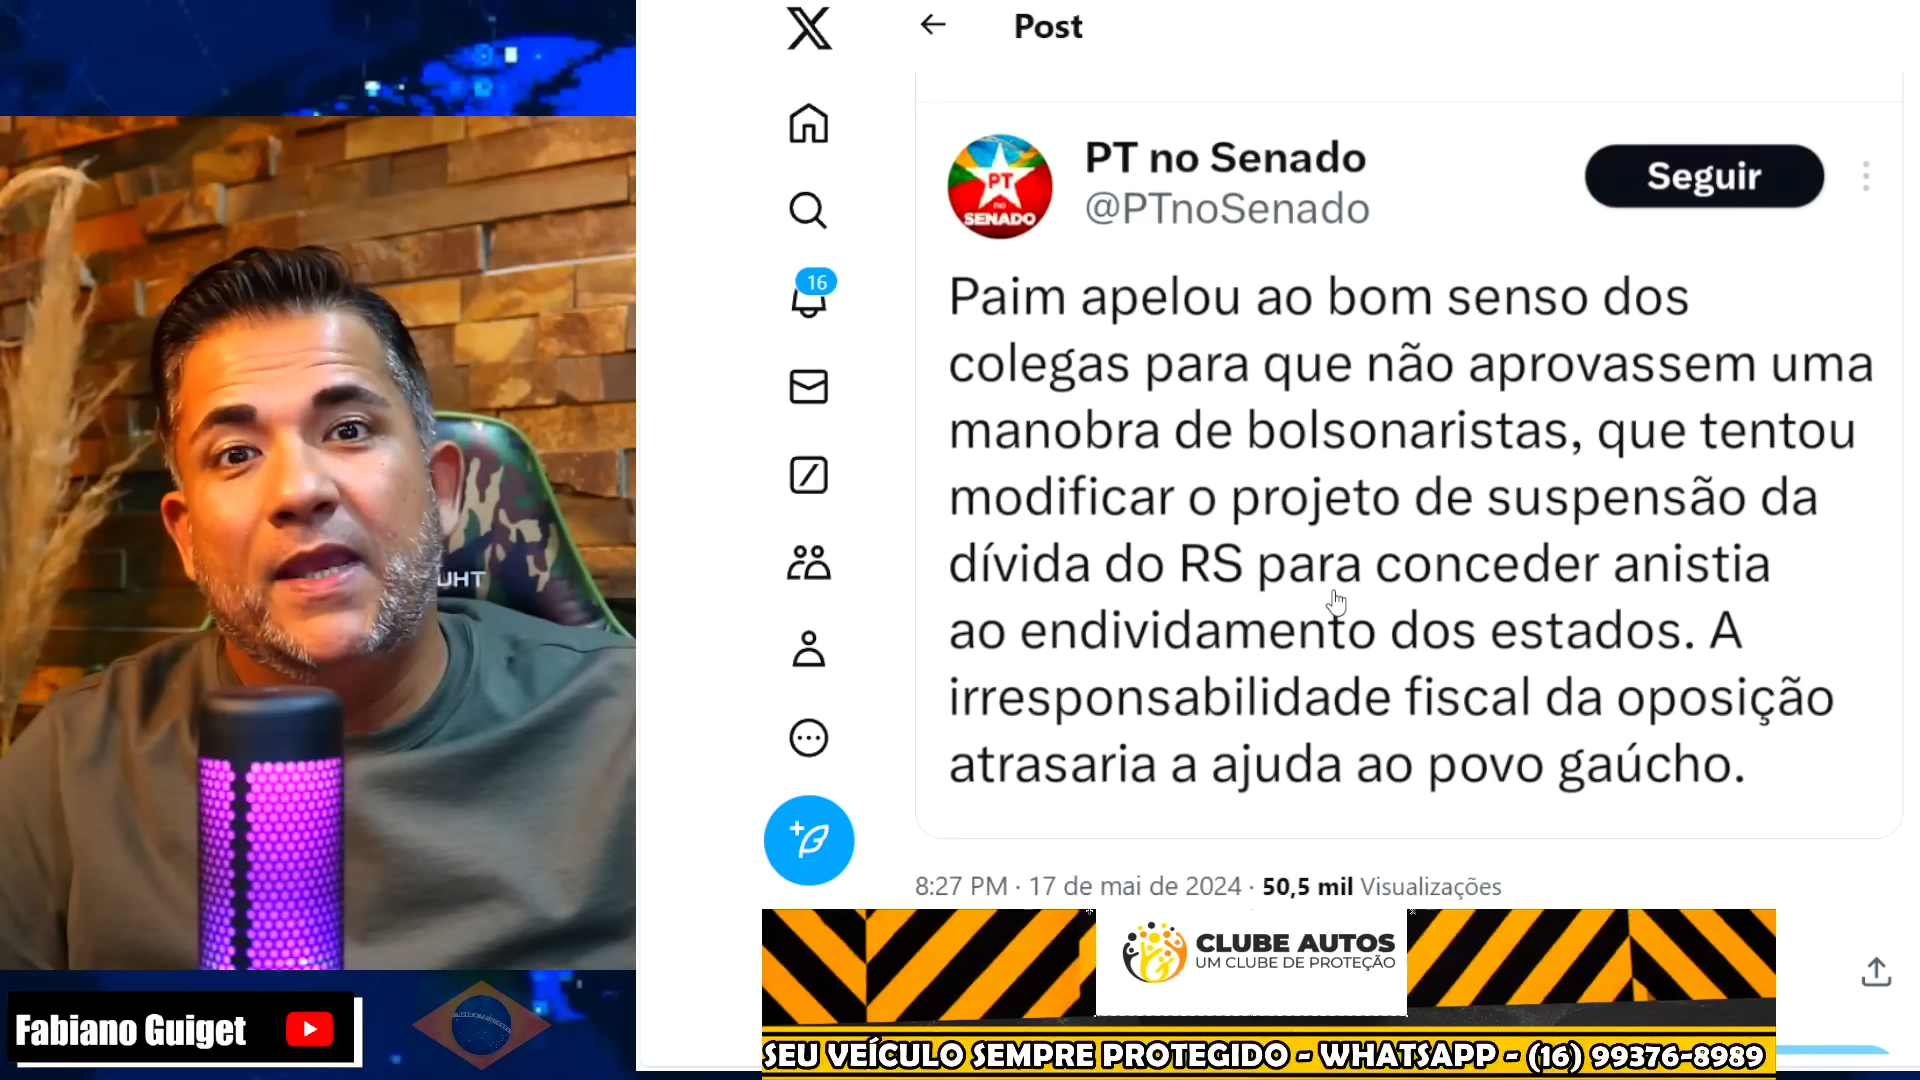 Post
PT no Senado
@PTnoSenado
Seguir
PT
no
SENADO
16
Paim apelou ao bom senso dos
colegas para que não aprovassem uma
manobra de bolsonaristas, que tentou
modificar o projeto de suspensão da
dívida do RS para conceder anistia
ao endividamento dos estados. A
irresponsabilidade fiscal da oposição
atrasaria a ajuda ao povo gaúcho.
8:27 PM · 17 de mai de 2024 · 50,5 mil Visualizações
UHT
Fabiano Guiget
CLUBE AUTOS
UM CLUBE DE PROTEÇÃO
SEU VEÍCULO SEMPRE PROTEGIDO - WHATSAPP - (16) 99376-8989